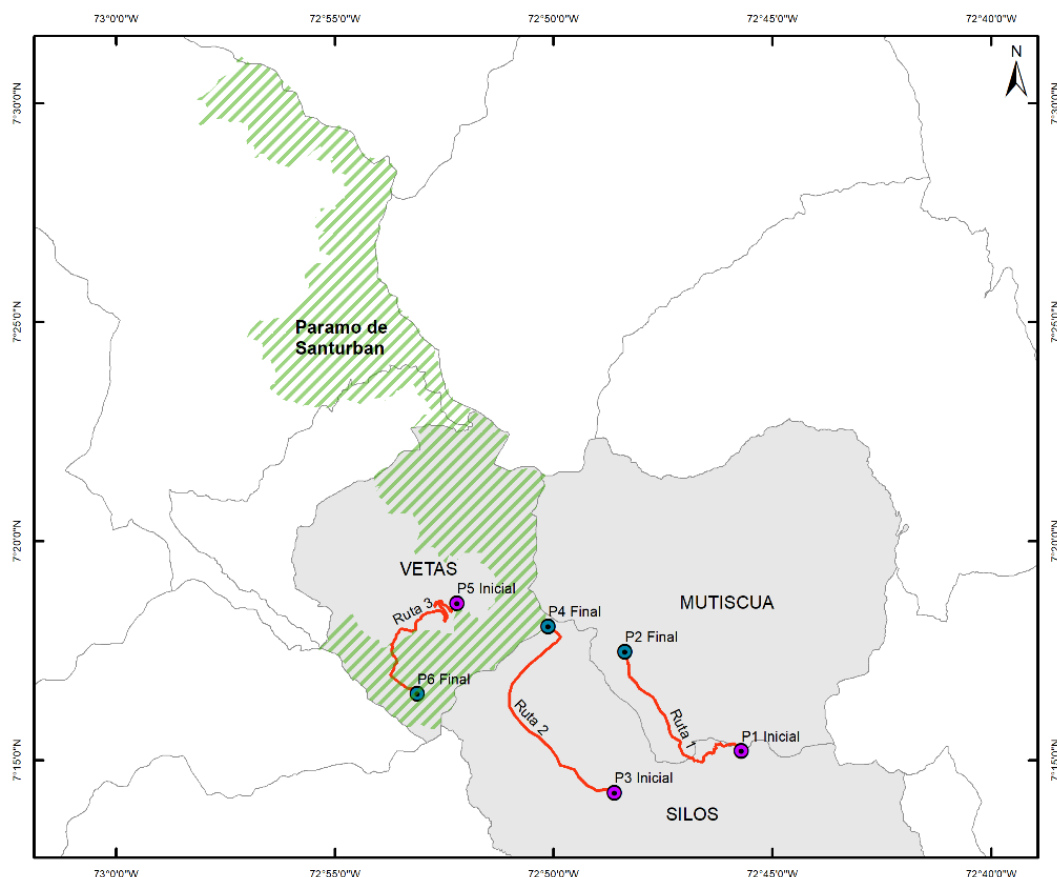 73°0'0"W
72°55'0"W
72°50'0"W
72°45'0"W
72°40'0"W
N
7°30'0"N
7°30'0"N
Paramo de
Santurban
7°25'0"N
7°25'0"N
7°20'0"N
7°20'0"N
VETAS
P5 Inicial
MUTISCUA
Ruta 3
P4 Final
P2 Final
P6 Final
Ruta 2
Ruta 1
P1 Inicial
7°15'0"N
7°15'0"N
P3 Inicial
SILOS
73°0'0"W
72°55'0"W
72°50'0"W
72°45'0"W
72°40'0"W